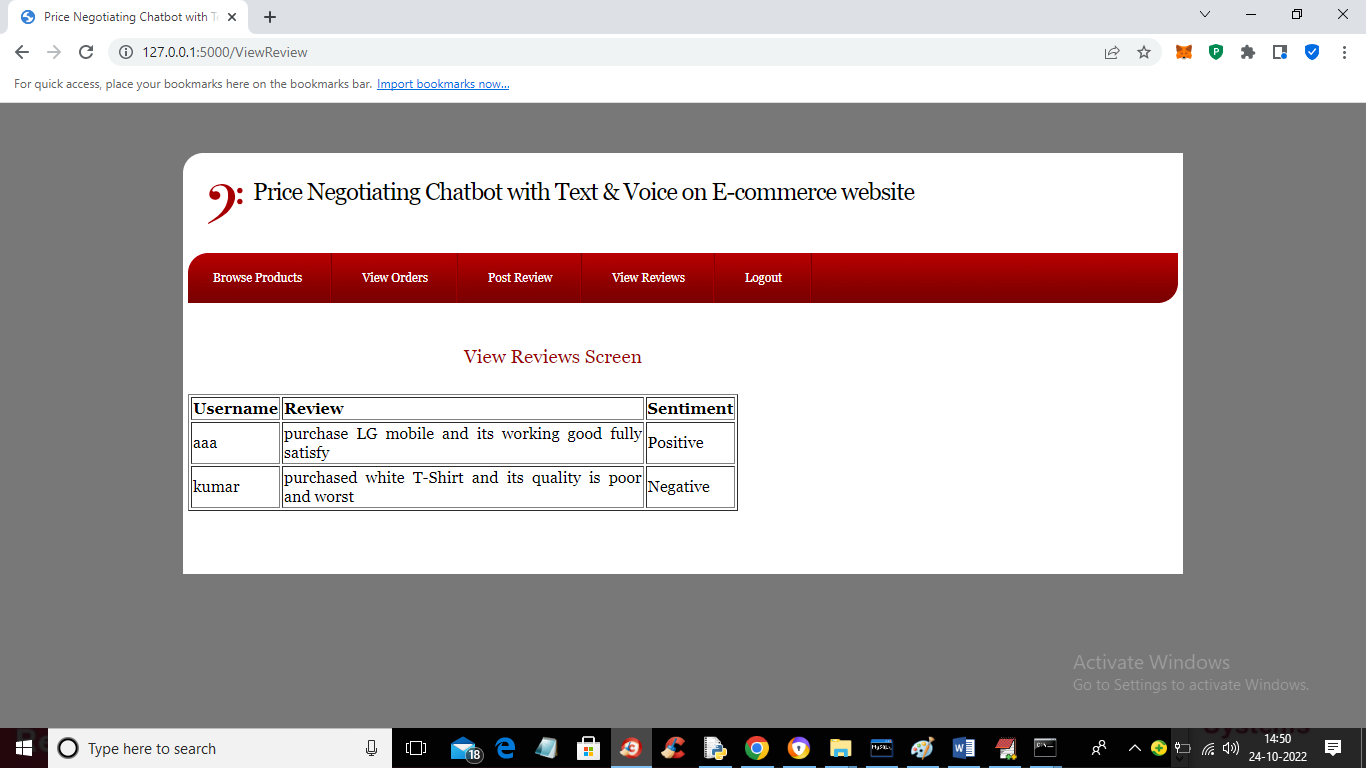 Price Negotiating Chatbot with Te
127.0.0.1:5000/ViewReview
For quick access, place your bookmarks here on the bookmarks bar. Import bookmarks now...
Price Negotiating Chatbot with Text & Voice on E-commerce website
Browse Products View Orders Post Review View Reviews Logout
View Reviews Screen
Username Review Sentiment
aaa purchase LG mobile and its working good fully Positive
satisfy
kumar purchased white T-Shirt and its quality is poor Negative
and worst
Activate Windows
Go to Settings to activate Windows.
Type here to search
18
MySQL
14:50
24-10-2022